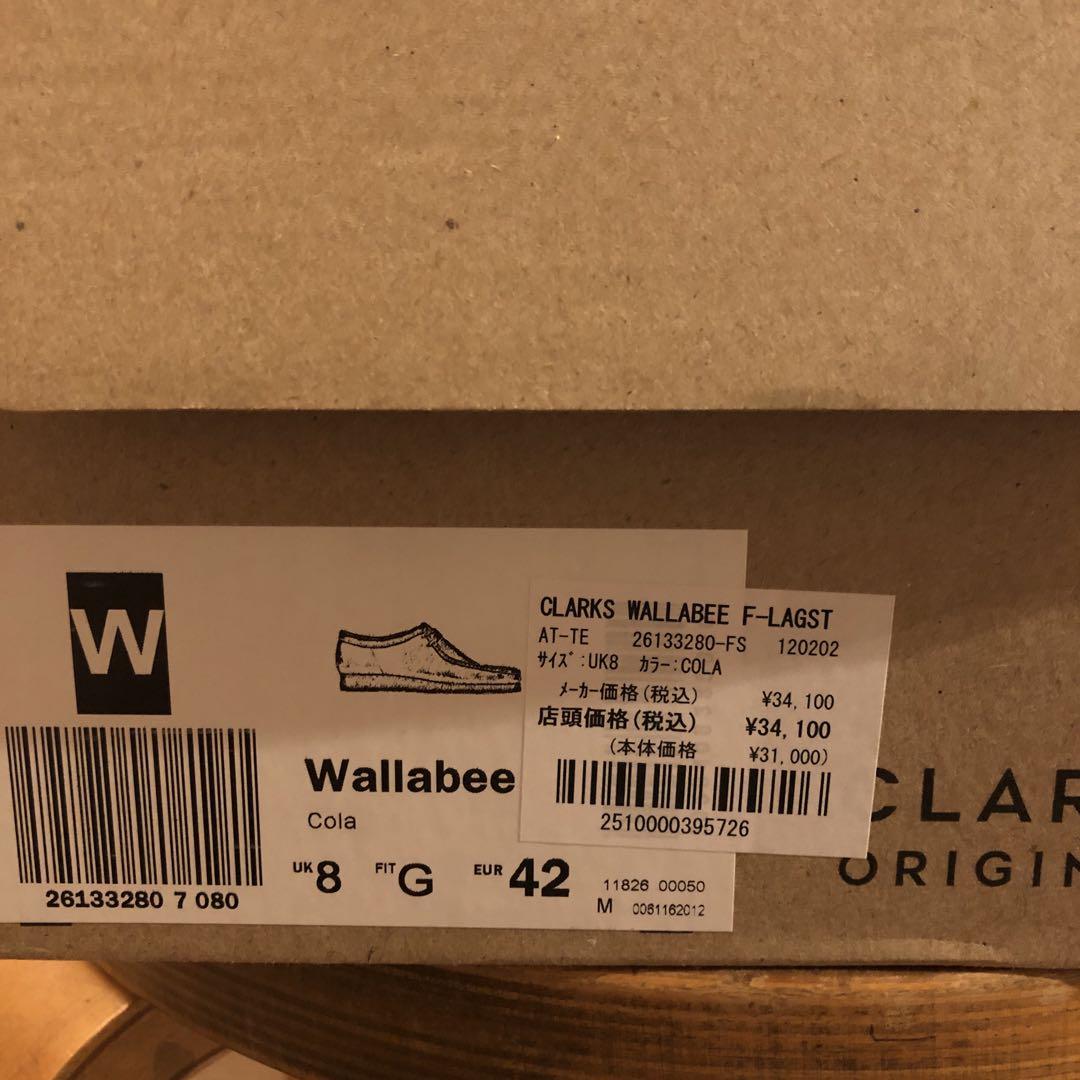 W
26133280 7 080
Wallabee
Cola
UK 8 FIT G EUR 42
11826 00050
M 0061162012
CLARKS WALLABEE F-LAGST
AT-TE 26133280-FS 120202
サイズ:UK8 カラー:COLA
メーカー価格(税込) ¥34,100
店頭価格(税込) ¥34,100
(本体価格 ¥31,000)
2510000395726
CLAR
ORIGIN